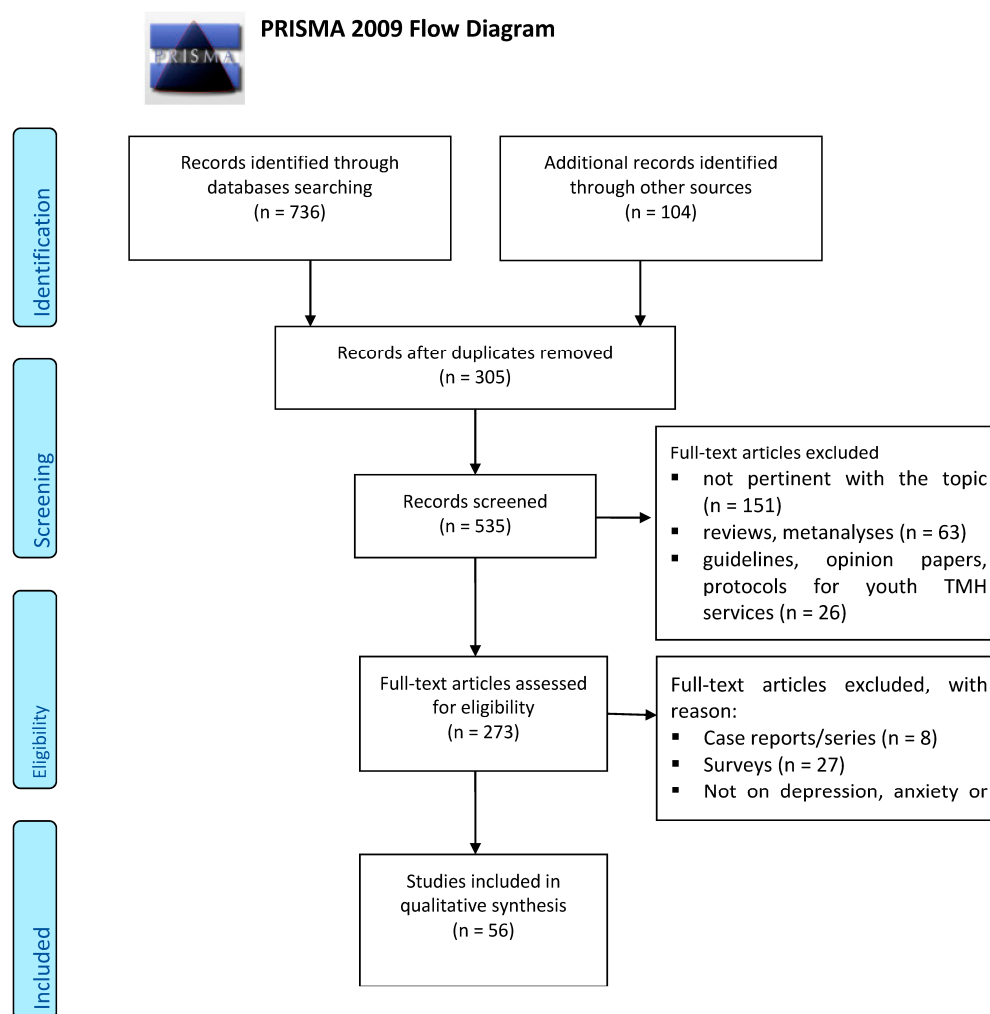 PRISMA
PRISMA 2009 Flow Diagram
Identification
Records identified through
databases searching
(n = 736)
Additional records identified
through other sources
(n = 104)
Records after duplicates removed
(n = 305)
Screening
Records screened
(n = 535)
Full-text articles excluded
▪ not pertinent with the topic
(n = 151)
▪ reviews, metanalyses (n = 63)
▪ guidelines, opinion papers,
protocols for youth TMH
services (n = 26)
Eligibility
Full-text articles assessed
for eligibility
(n = 273)
Full-text articles excluded, with
reason:
▪ Case reports/series (n = 8)
▪ Surveys (n = 27)
▪ Not on depression, anxiety or
Included
Studies included in
qualitative synthesis
(n = 56)